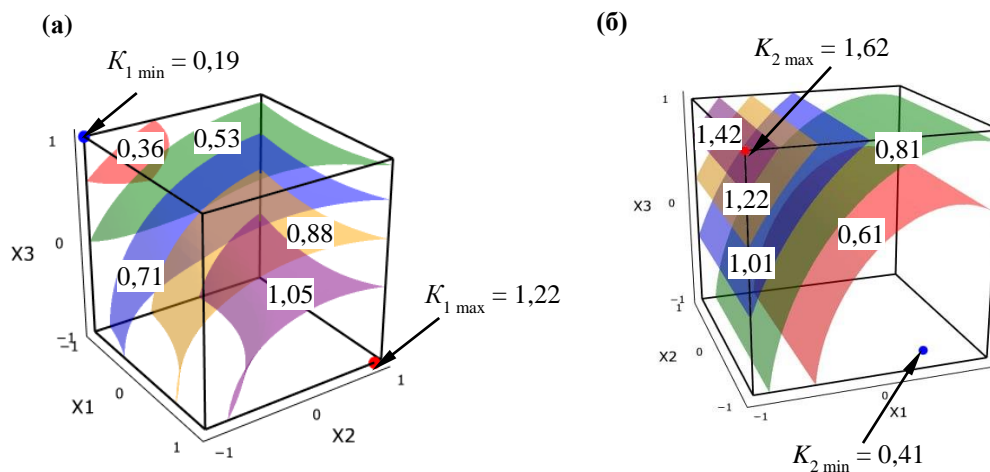 (а)
K1 min = 0,19
1
0,36
0,53
0
X3
0,71
0,88
1,05
K1 max = 1,22
−1
−1
0
X1
1
−1
0
X2
1
(б)
K2 max = 1,62
1
1,42
0,81
X3
0
1,22
0,61
1,01
−1
1
X2
0
−1
−1
0
X1
1
K2 min = 0,41